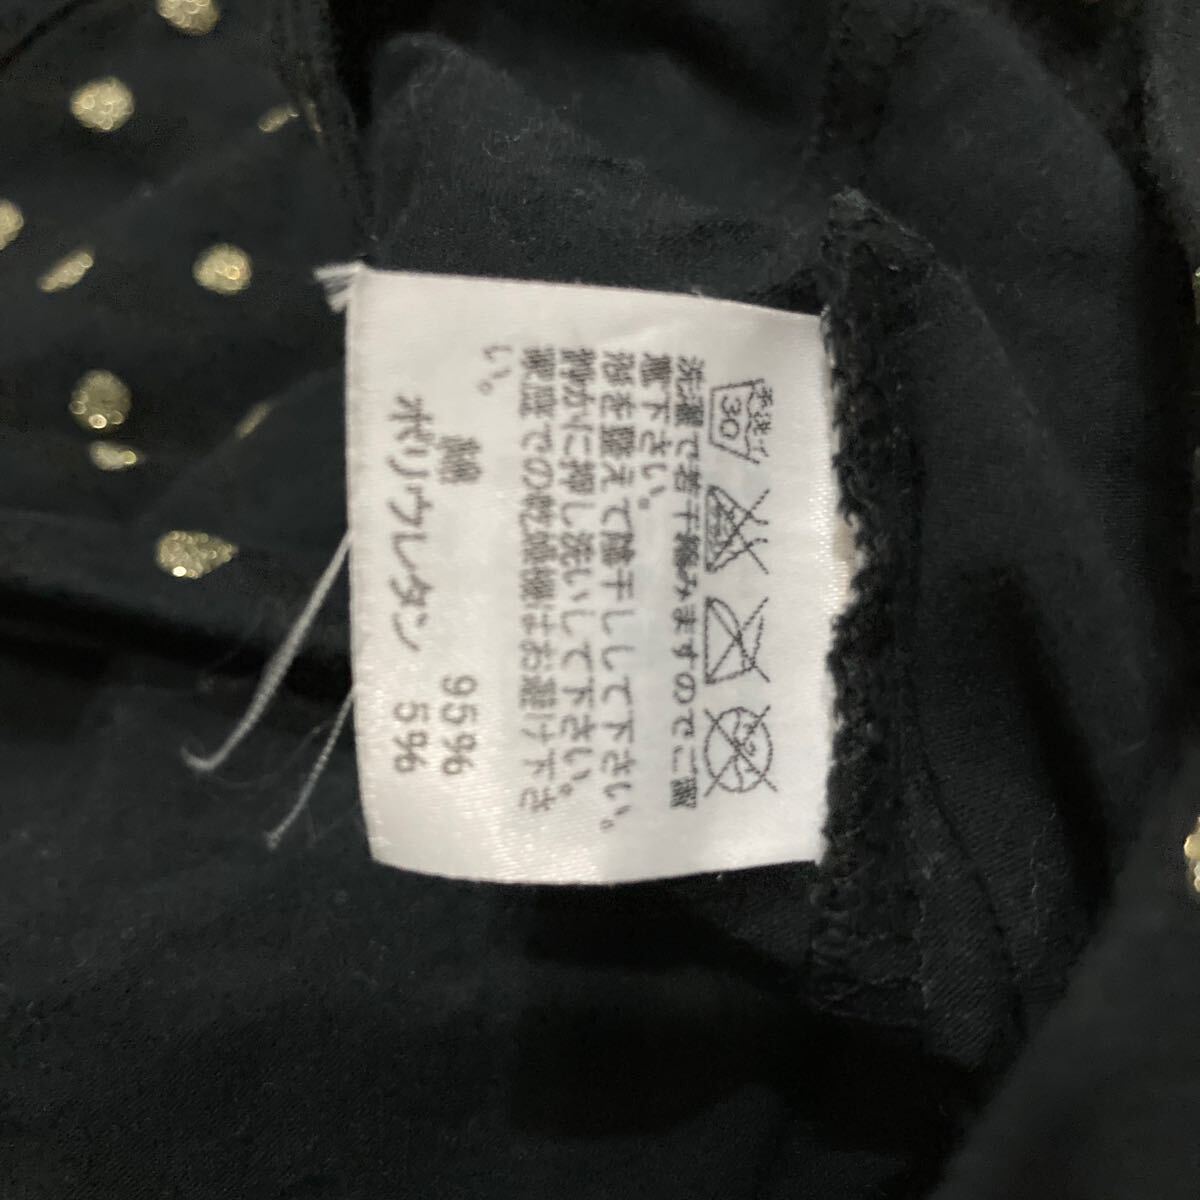 手洗イ 30
洗濯で若干縮みますのでご留
意下さい。
形を整えて陰干しして下さい。
静かに押し洗いして下さい。
家庭での乾燥機はお避け下さ
い。
綿 95%
ポリウレタン 5%